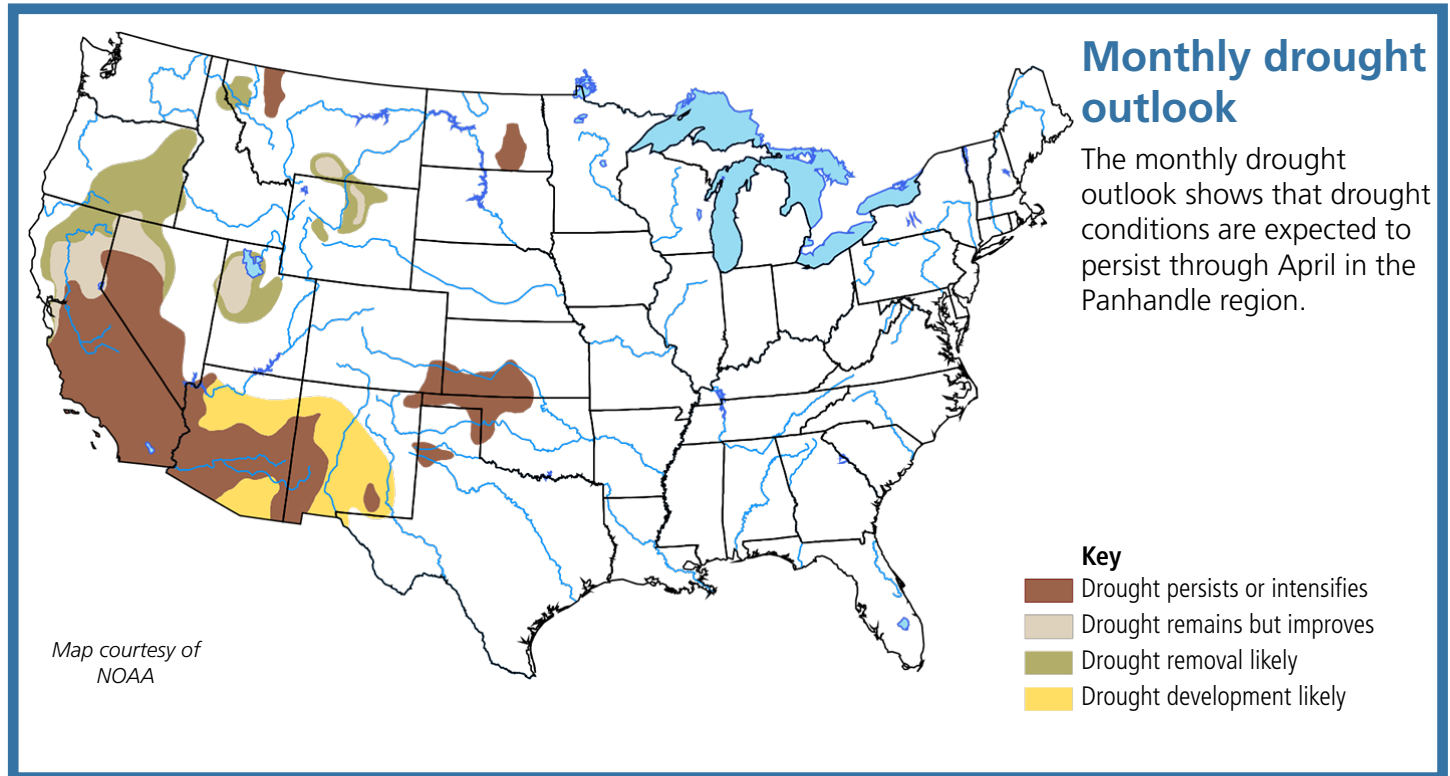 Monthly drought
outlook
The monthly drought
outlook shows that drought
conditions are expected to
persist through April in the
Panhandle region.
Key
Drought persists or intensifies
Drought remains but improves
Drought removal likely
Drought development likely
Map courtesy of
NOAA